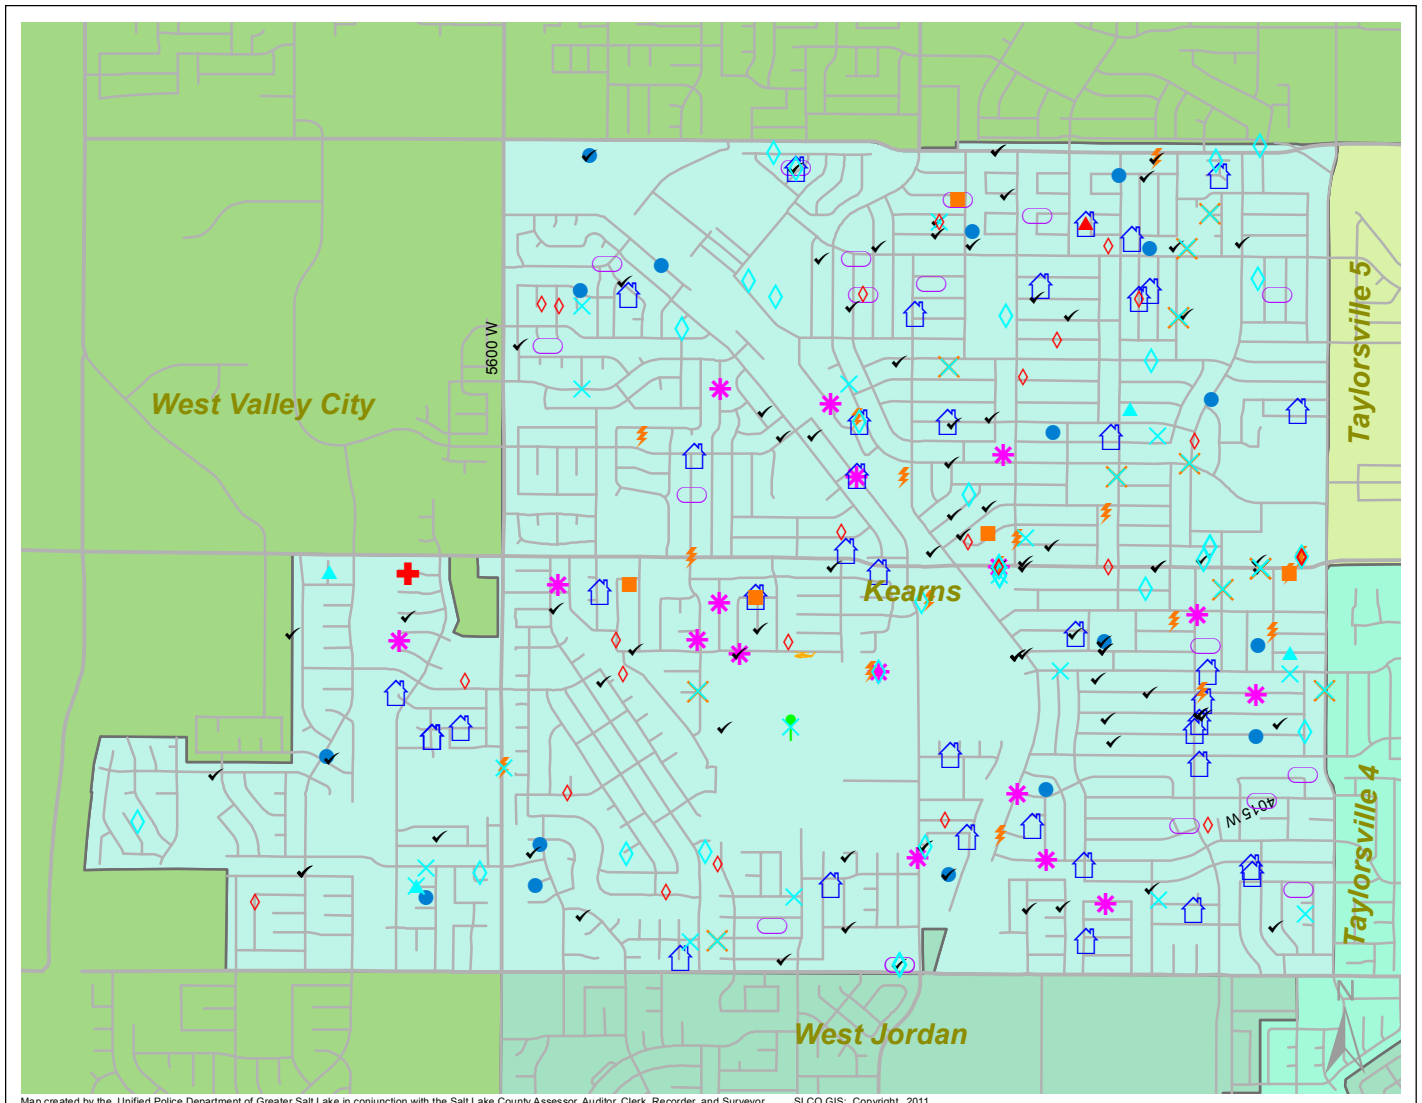 5600 W
West Valley City
Taylorsville 5
Kearns
4015 W
Taylorsville 4
N
West Jordan
Map created by the Unified Police Department of Greater Salt Lake in conjunction with the Salt Lake County Assessor, Auditor, Clerk, Recorder, and Surveyor. SLCO GIS: Copyright, 2011